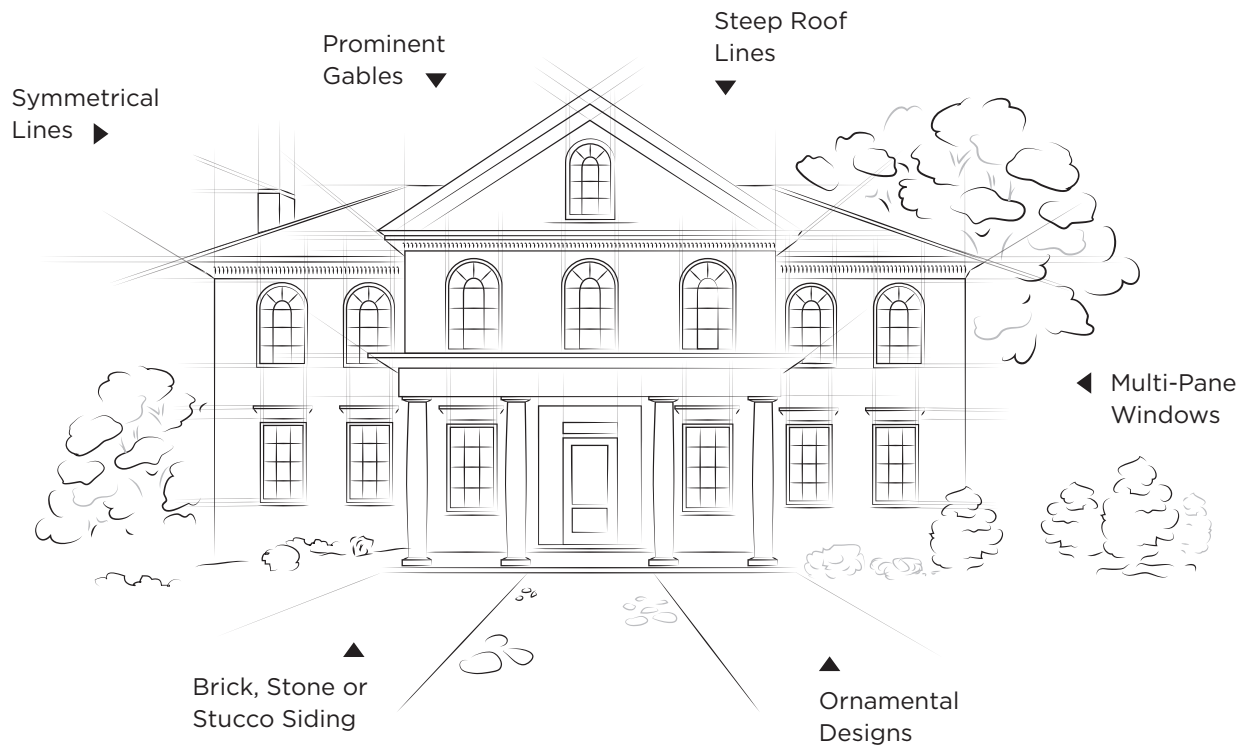 Steep Roof
Lines
Prominent
Gables
Symmetrical
Lines
Multi-Pane
Windows
Brick, Stone or
Stucco Siding
Ornamental
Designs